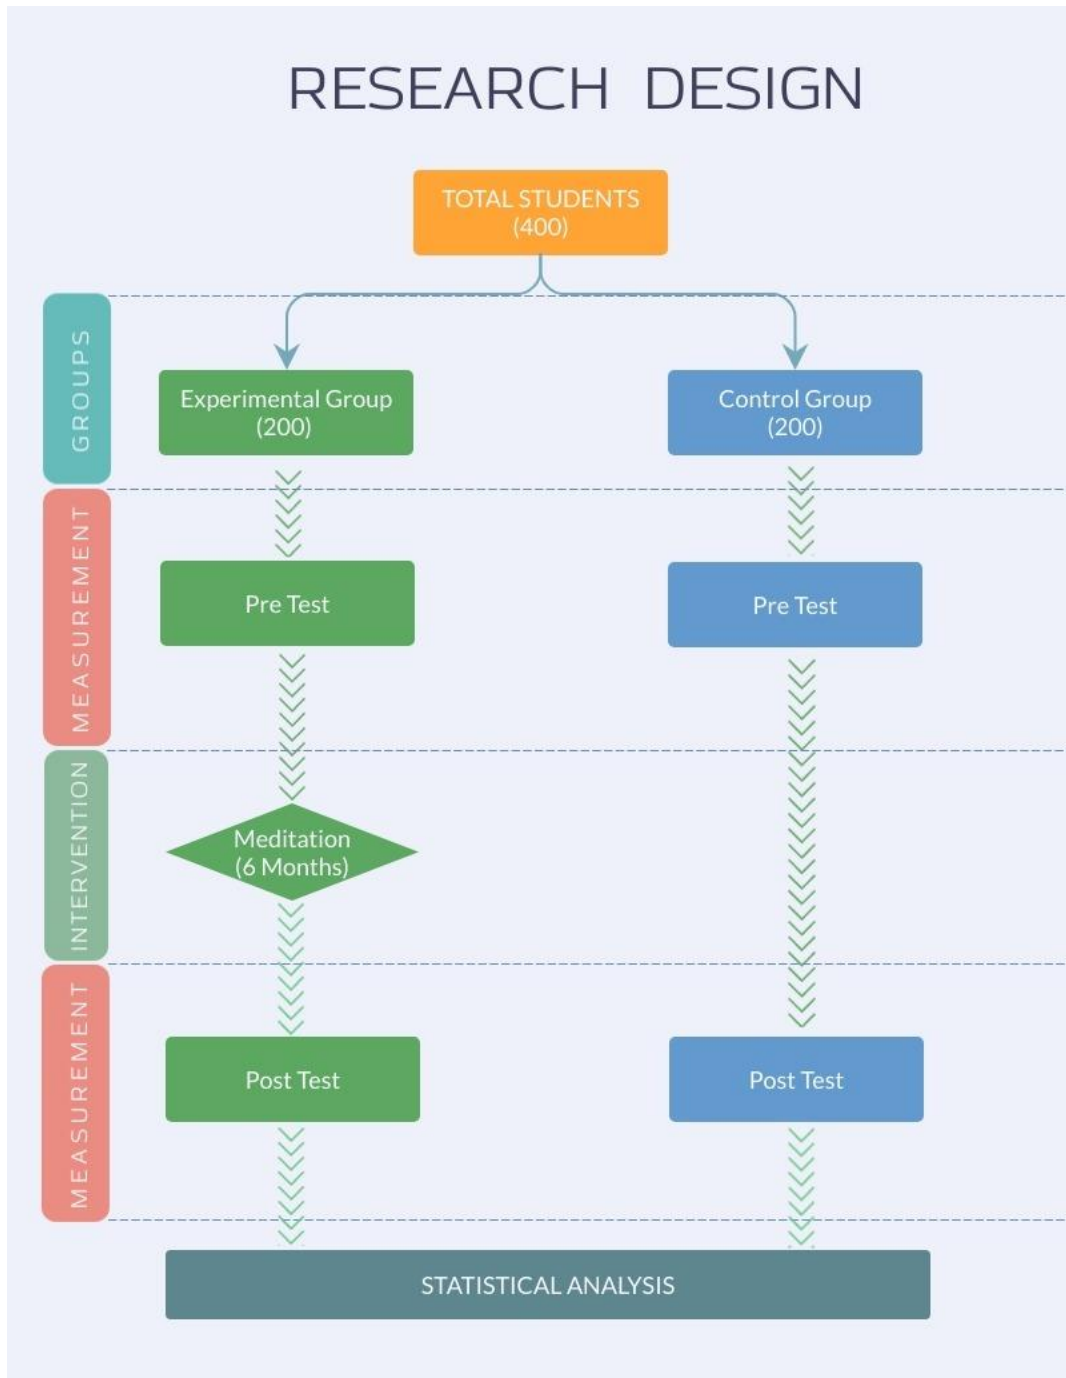 RESEARCH DESIGN
TOTAL STUDENTS
(400)
GROUPS
Experimental Group
(200)
Control Group
(200)
MEASUREMENT
Pre Test
Pre Test
INTERVENTION
Meditation
(6 Months)
MEASUREMENT
Post Test
Post Test
STATISTICAL ANALYSIS